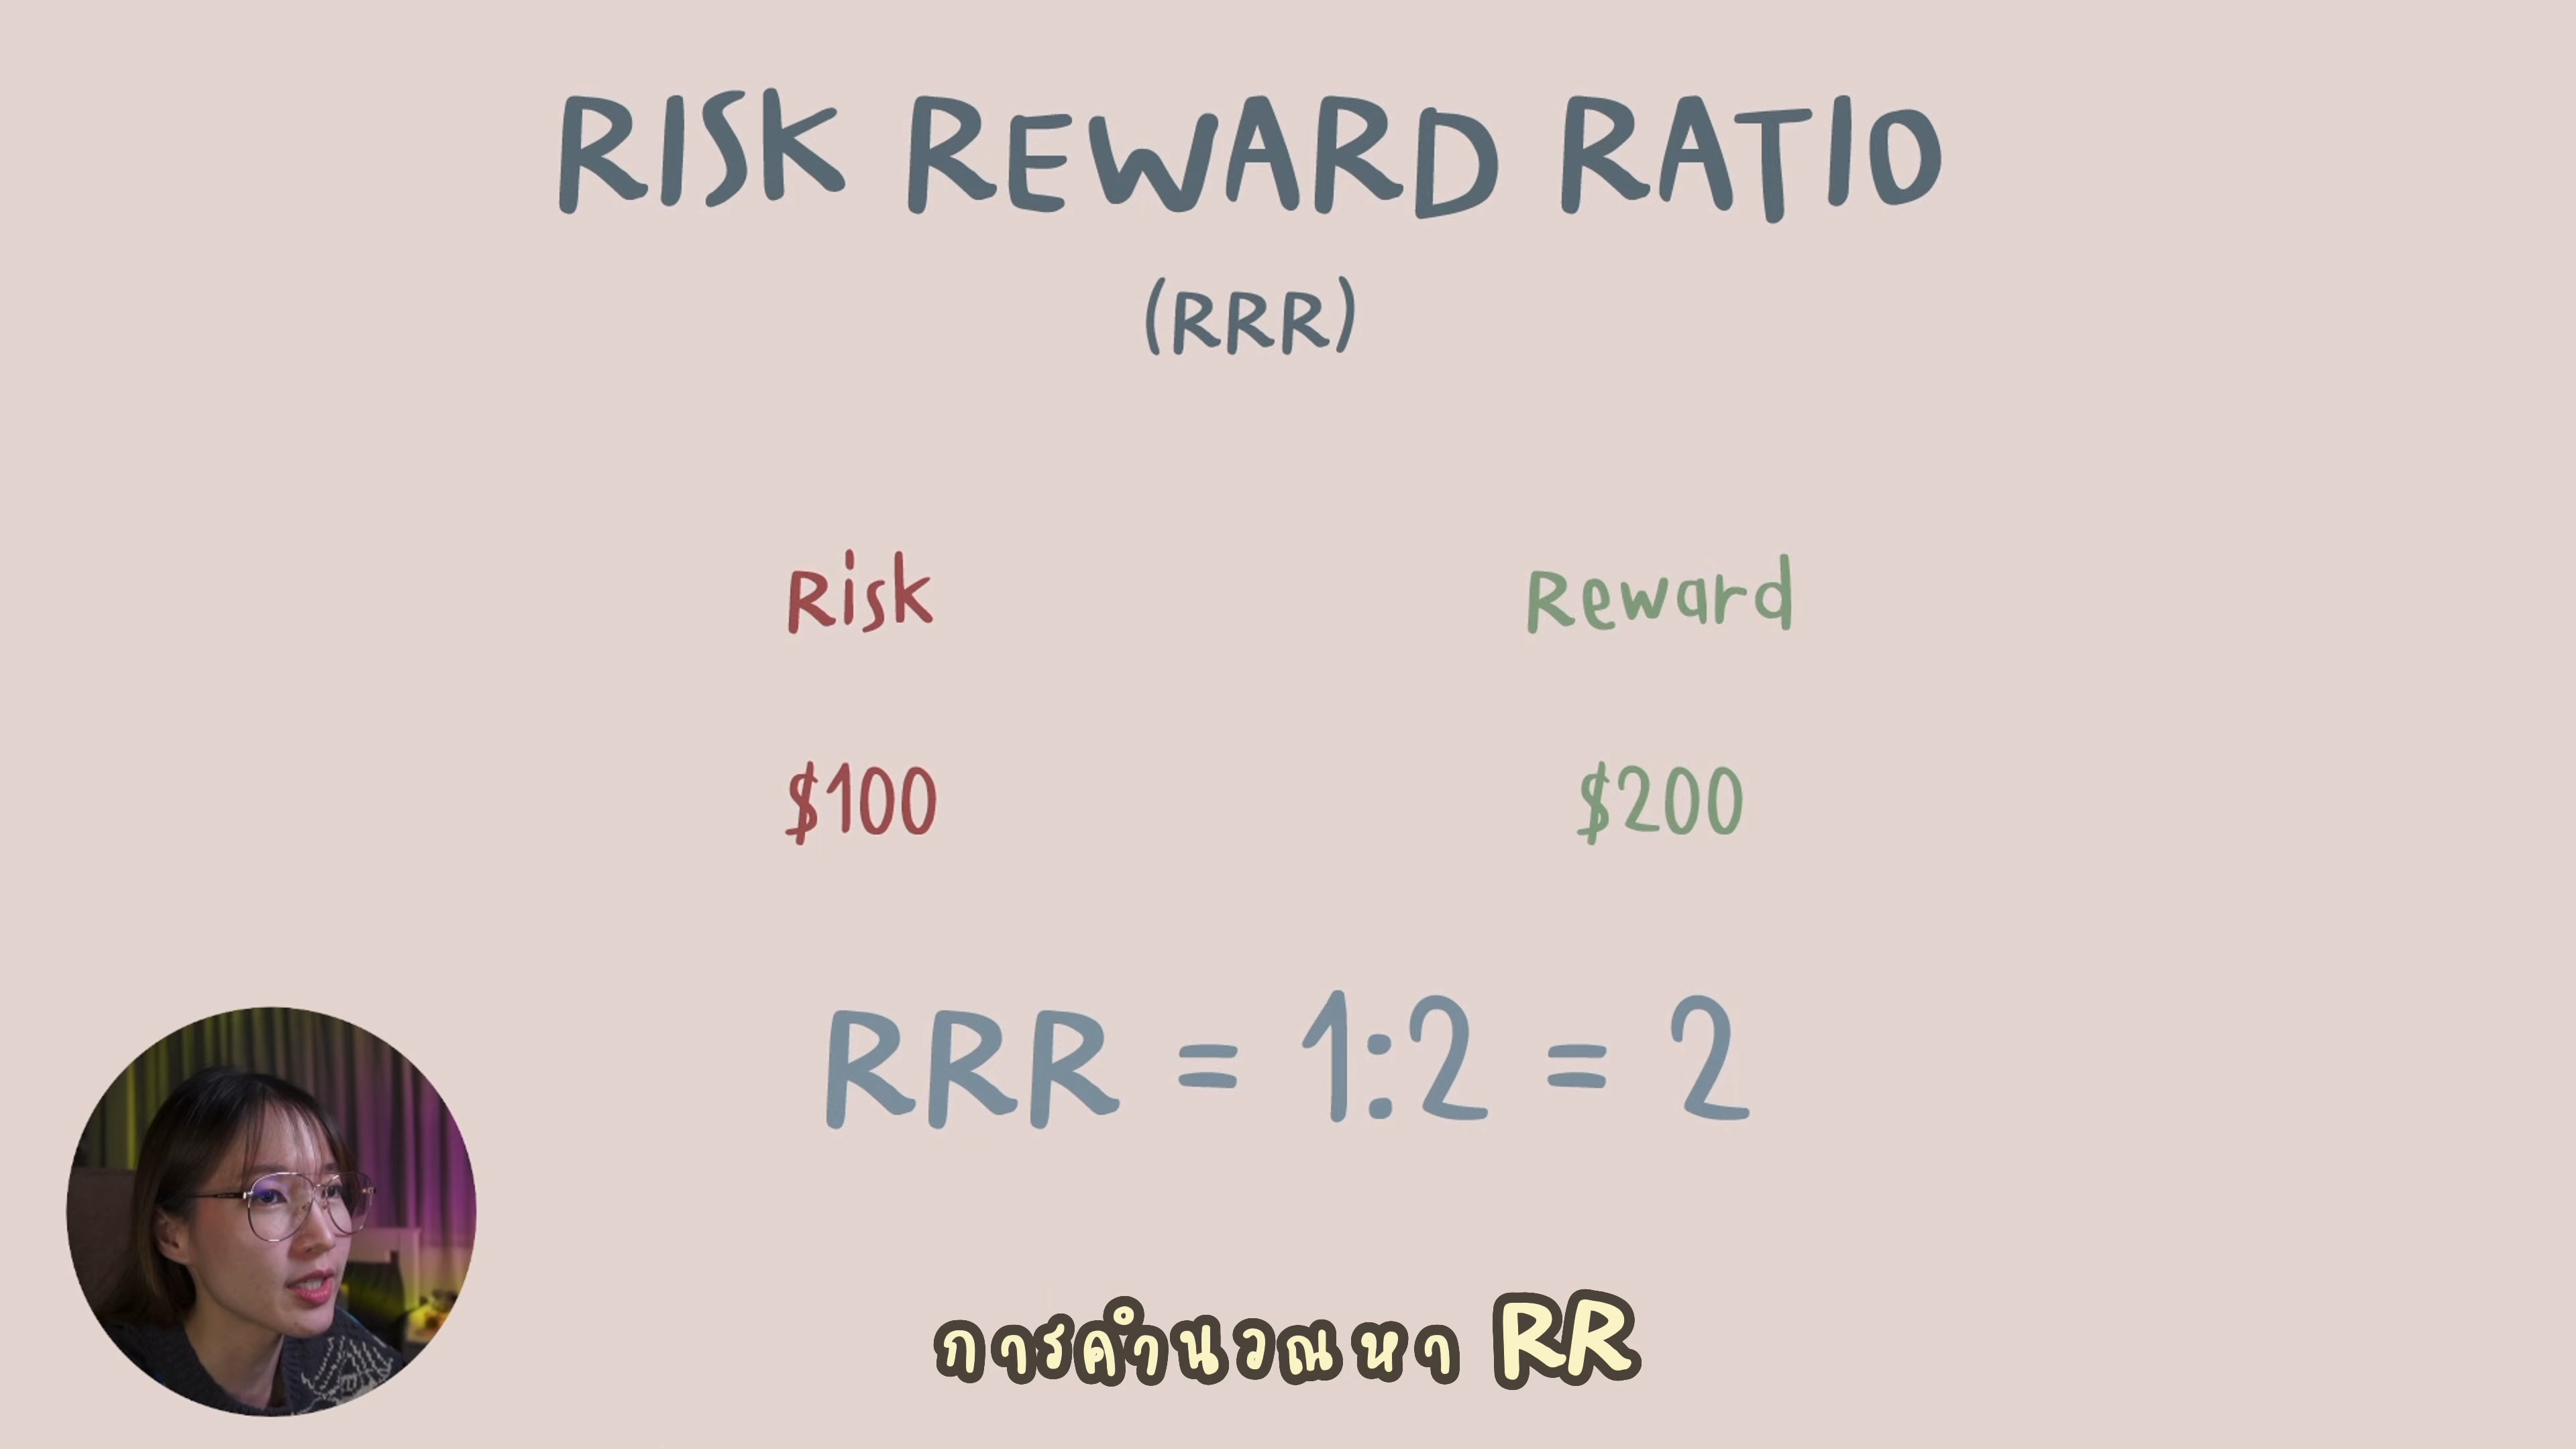 RISK REWARD RATIO
(RRR)
Risk
Reward
$100
$200
RRR = 1:2 = 2
การคำนวณหา RR